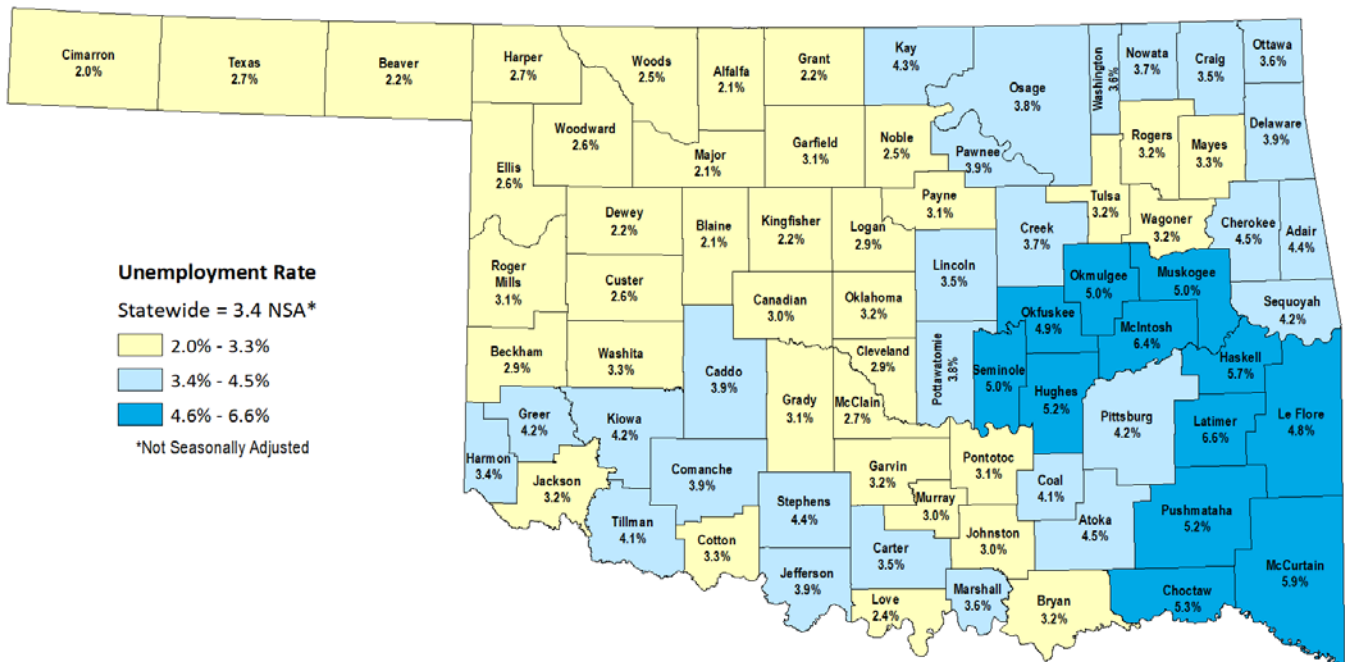 Cimarron
2.0%
Texas
2.7%
Beaver
2.2%
Harper
2.7%
Woods
2.5%
Alfalfa
2.1%
Grant
2.2%
Kay
4.3%
Osage
3.8%
Washington
3.6%
Nowata
3.7%
Craig
3.5%
Ottawa
3.6%
Ellis
2.6%
Woodward
2.6%
Major
2.1%
Garfield
3.1%
Noble
2.5%
Pawnee
3.9%
Rogers
3.2%
Mayes
3.3%
Delaware
3.9%
Dewey
2.2%
Blaine
2.1%
Kingfisher
2.2%
Logan
2.9%
Payne
3.1%
Creek
3.7%
Tulsa
3.2%
Wagoner
3.2%
Cherokee
4.5%
Adair
4.4%
Roger
Mills
3.1%
Custer
2.6%
Canadian
3.0%
Oklahoma
3.2%
Lincoln
3.5%
Okmulgee
5.0%
Muskogee
5.0%
Sequoyah
4.2%
Unemployment Rate
Statewide = 3.4 NSA*
2.0% - 3.3%
3.4% - 4.5%
4.6% - 6.6%
*Not Seasonally Adjusted
Beckham
2.9%
Washita
3.3%
Caddo
3.9%
Grady
3.1%
Cleveland
2.9%
McClain
2.7%
Pottawatomie
3.8%
Seminole
5.0%
Okfuskee
4.9%
McIntosh
6.4%
Haskell
5.7%
Hughes
5.2%
Pittsburg
4.2%
Latimer
6.6%
Le Flore
4.8%
Greer
4.2%
Kiowa
4.2%
Harmon
3.4%
Jackson
3.2%
Comanche
3.9%
Tillman
4.1%
Cotton
3.3%
Stephens
4.4%
Garvin
3.2%
Murray
3.0%
Pontotoc
3.1%
Coal
4.1%
Atoka
4.5%
Pushmataha
5.2%
McCurtain
5.9%
Jefferson
3.9%
Carter
3.5%
Johnston
3.0%
Love
2.4%
Marshall
3.6%
Bryan
3.2%
Choctaw
5.3%